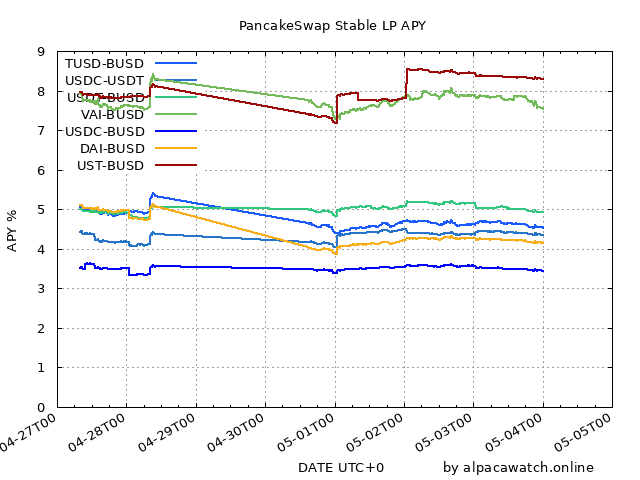 PancakeSwap Stable LP APY
APY %
9
8
7
6
5
4
3
2
1
0
TUSD-BUSD
USDC-USDT
USDT-BUSD
VAI-BUSD
USDC-BUSD
DAI-BUSD
UST-BUSD
04-27T00
04-28T00
04-29T00
04-30T00
05-01T00
05-02T00
05-03T00
05-04T00
05-05T00
DATE UTC+0
by alpacawatch.online